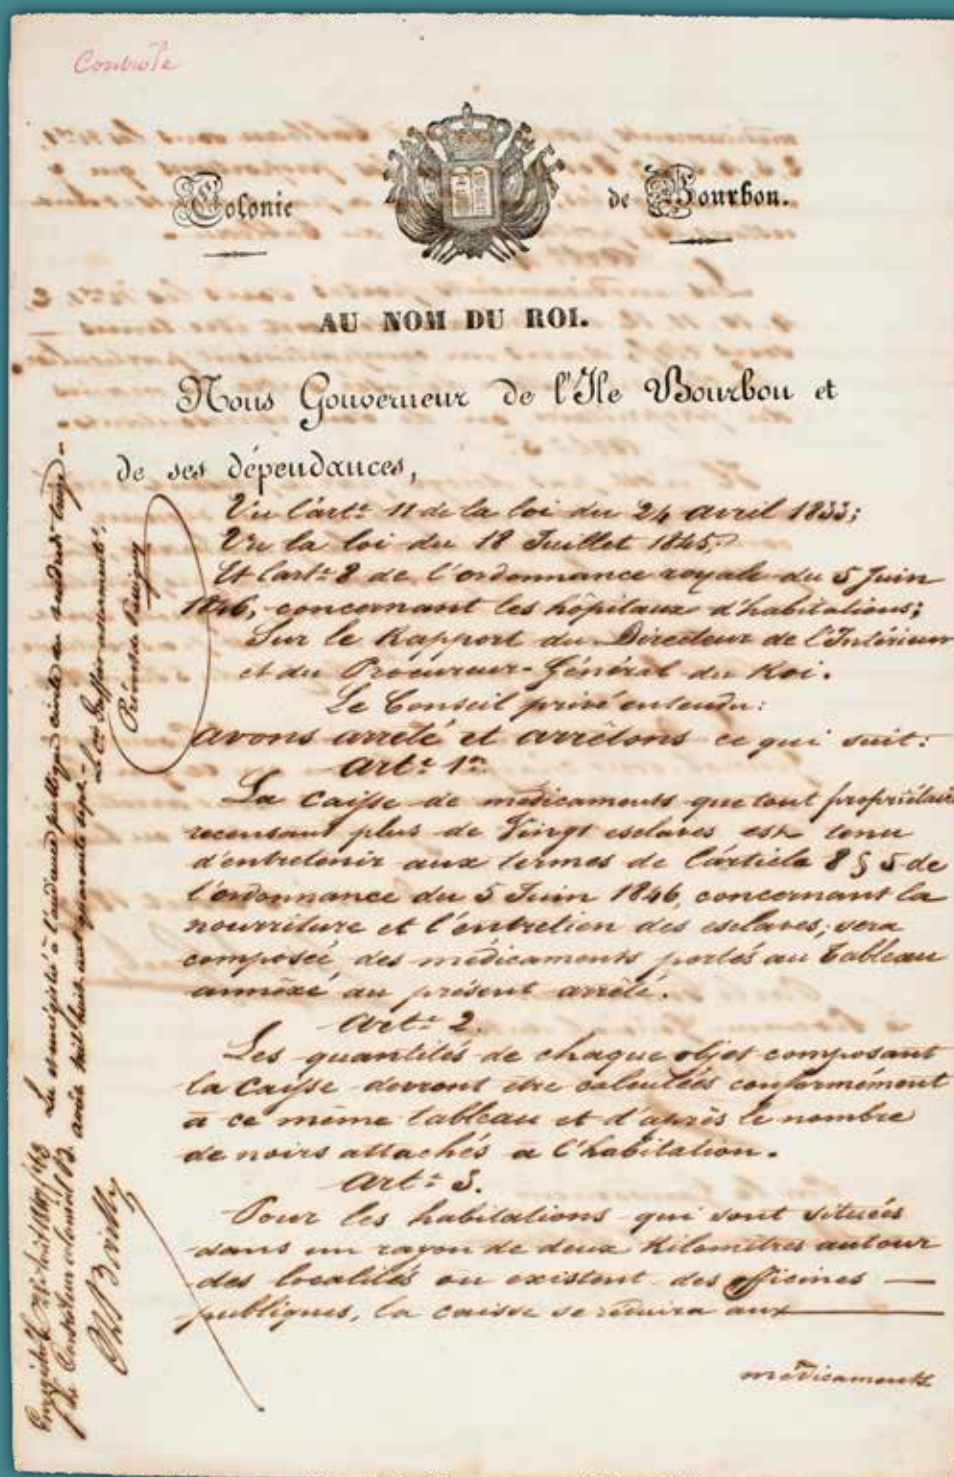 Contrôle
Colonie de Bourbon.
AU NOM DU ROI.
Nous Gouverneur de l'Ile Bourbon et
de ses dépendances,
Vu l'art. 11 de la loi du 24 avril 1833;
Vu la loi du 18 Juillet 1845;
Et l'art. 8 de l'ordonnance royale du 5 Juin
1846, concernant les hôpitaux d'habitations;
Sur le Rapport du Directeur de l'Intérieur
et du Procureur-Général du Roi.
Le Conseil privé entendu:
avons arrêté et arrêtons ce qui suit:
Art. 1er
La caisse de médicaments que tout propriétaire
recensant plus de Vingt esclaves est tenu
d'entretenir aux termes de l'article 8 § 5 de
l'ordonnance du 5 Juin 1846, concernant la
nourriture et l'entretien des esclaves, sera
composée des médicaments portés au tableau
annexé au présent arrêté.
Art. 2.
Les quantités de chaque objet composant
la caisse devront être calculées conformément
à ce même tableau et d'après le nombre
de noirs attachés à l'habitation.
Art. 3.
Pour les habitations qui sont situées
dans un rayon de deux Kilomètres autour
des localités ou existent des officines
publiques, la caisse se réduira aux
médicaments
Lu et enregistré à l'audience publique
Le Contrôleur colonial